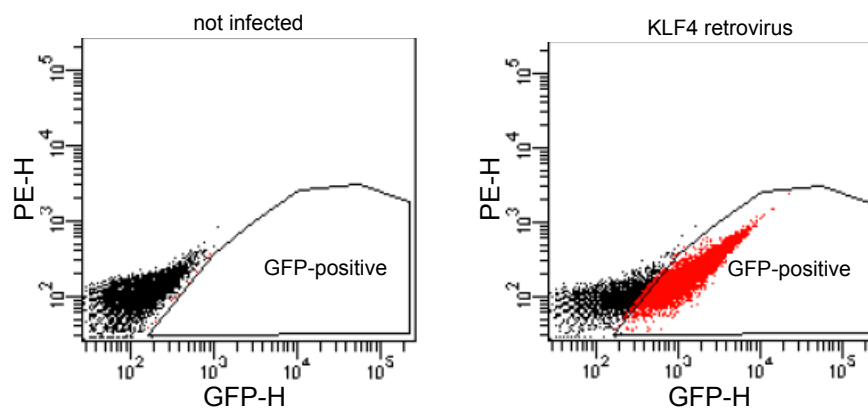 not infected
PE-H
10^5
10^4
10^3
10^2
GFP-positive
10^2 10^3 10^4 10^5
GFP-H
KLF4 retrovirus
PE-H
10^5
10^4
10^3
10^2
GFP-positive
10^2 10^3 10^4 10^5
GFP-H